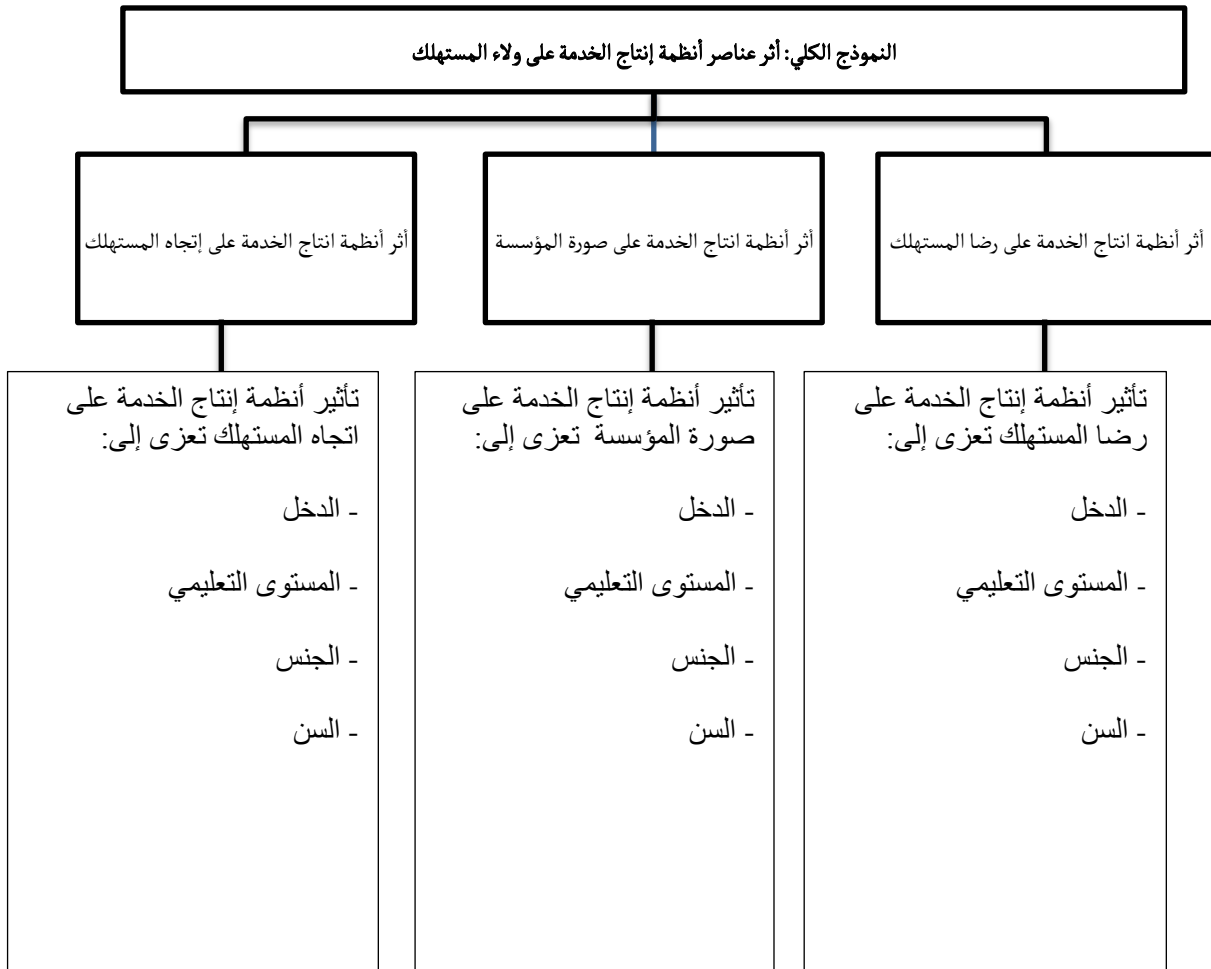 النموذج الكلي: أثر عناصر أنظمة إنتاج الخدمة على ولاء المستهلك
أثر أنظمة انتاج الخدمة على رضا المستهلك
أثر أنظمة انتاج الخدمة على صورة المؤسسة
أثر أنظمة انتاج الخدمة على إتجاه المستهلك
تأثير أنظمة إنتاج الخدمة على
رضا المستهلك تعزى إلى:
- الدخل
- المستوى التعليمي
- الجنس
- السن
تأثير أنظمة إنتاج الخدمة على
صورة المؤسسة تعزى إلى:
- الدخل
- المستوى التعليمي
- الجنس
- السن
تأثير أنظمة إنتاج الخدمة على
اتجاه المستهلك تعزى إلى:
- الدخل
- المستوى التعليمي
- الجنس
- السن